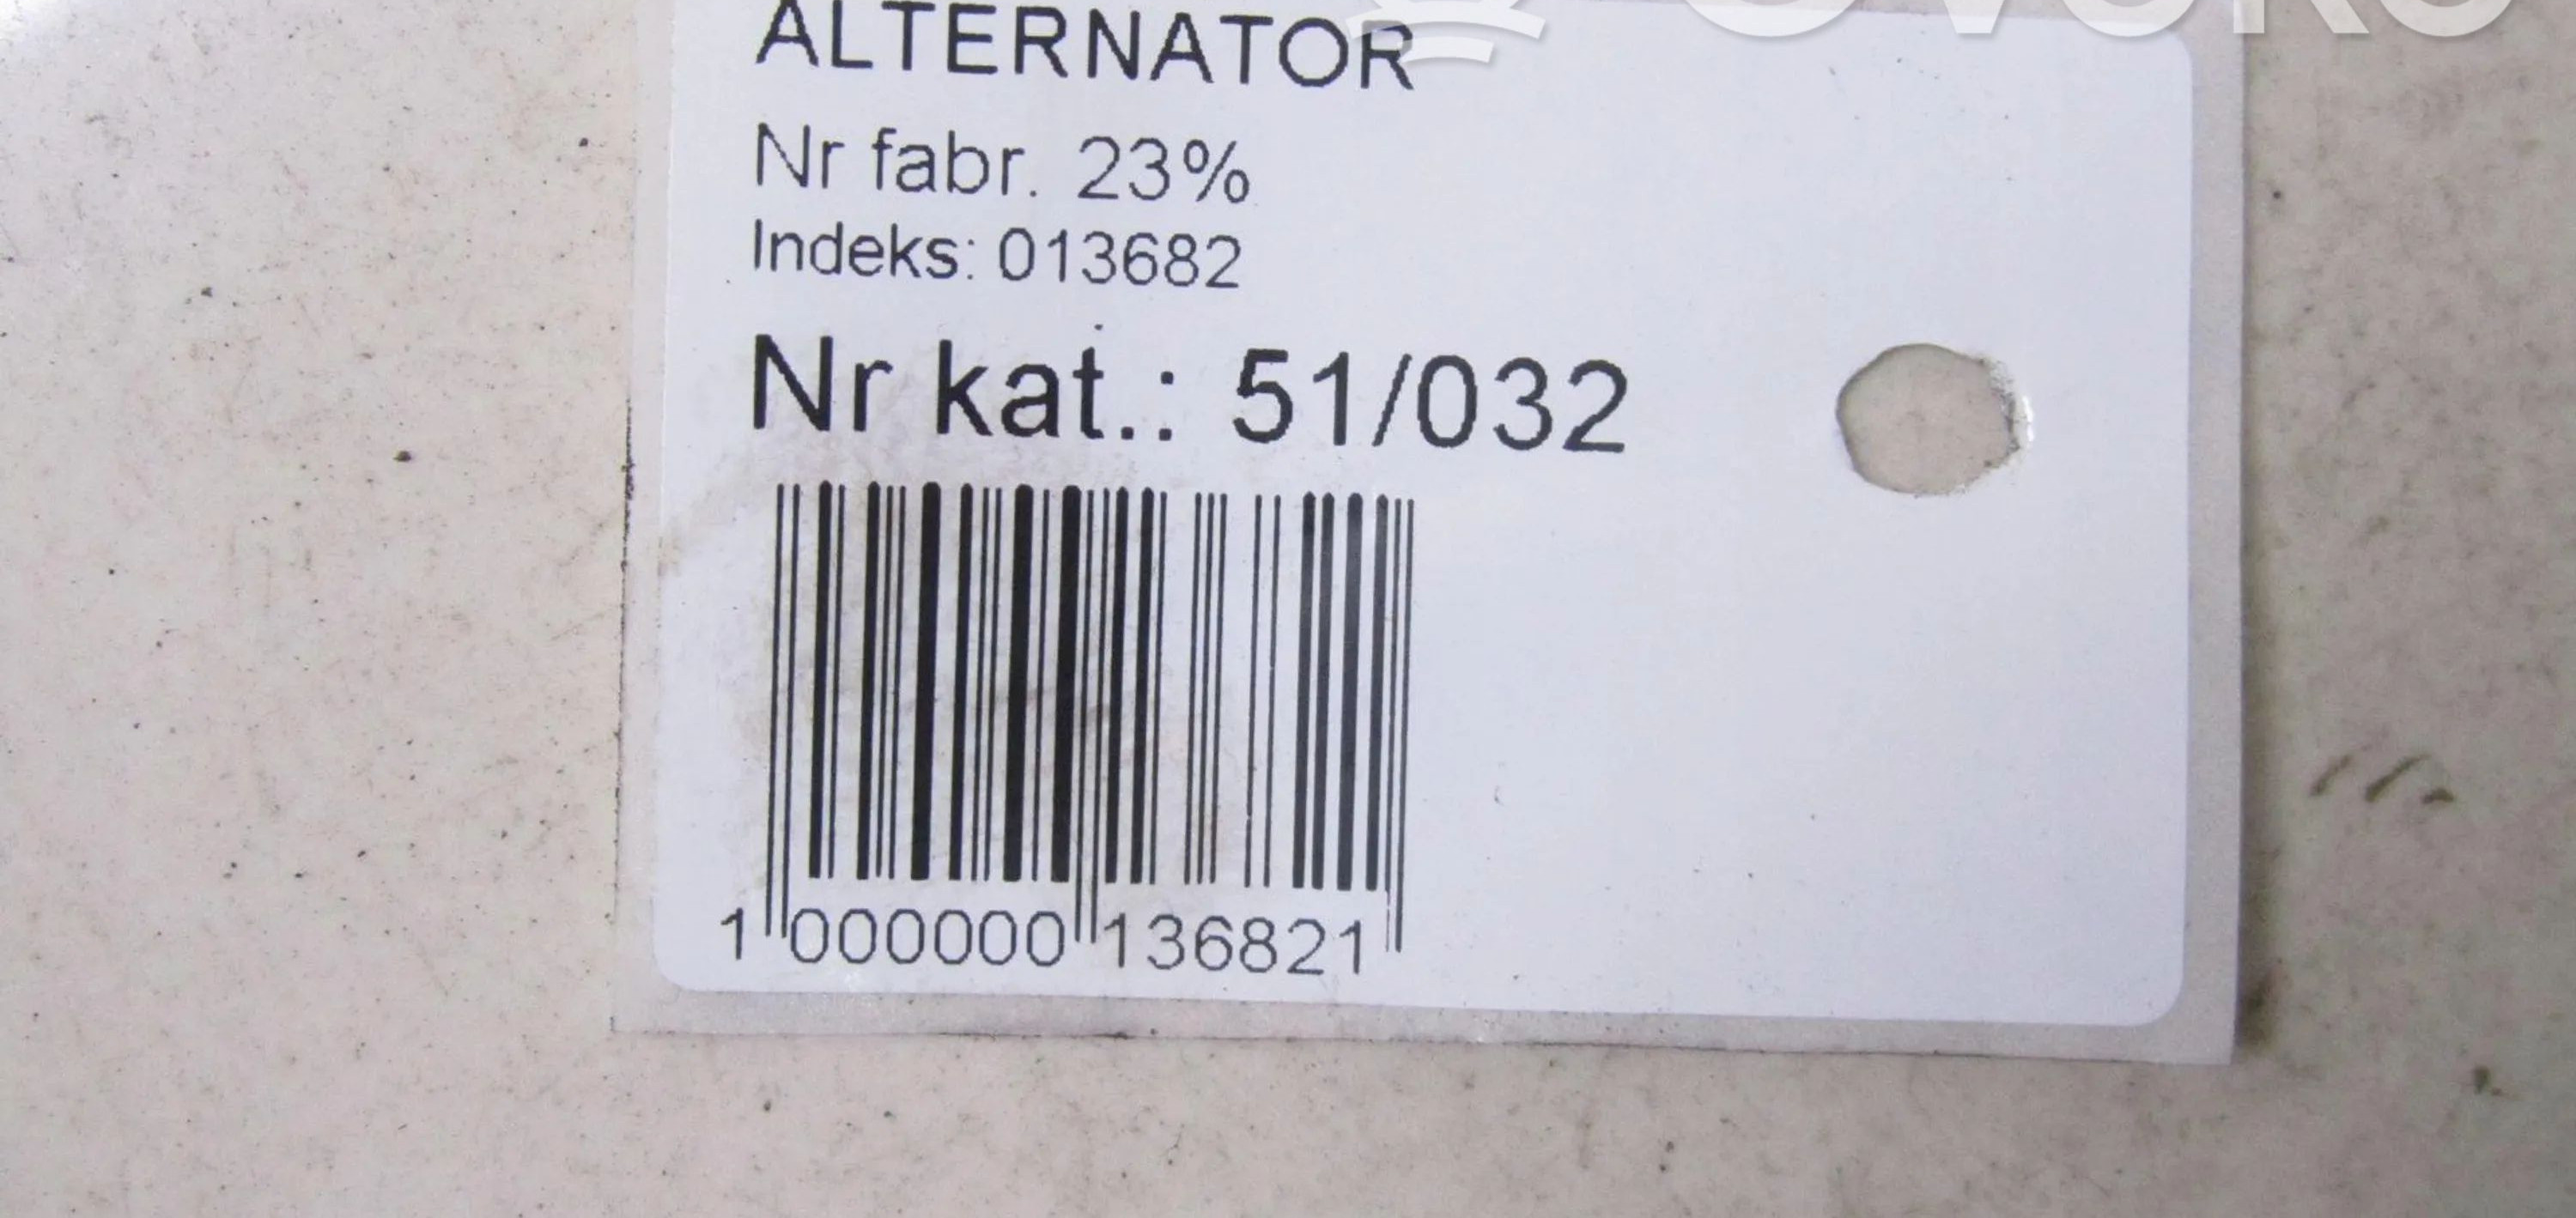 ALTERNATOR
Nr fabr. 23%
Indeks: 013682
Nr kat.: 51/032
1 000000 136821